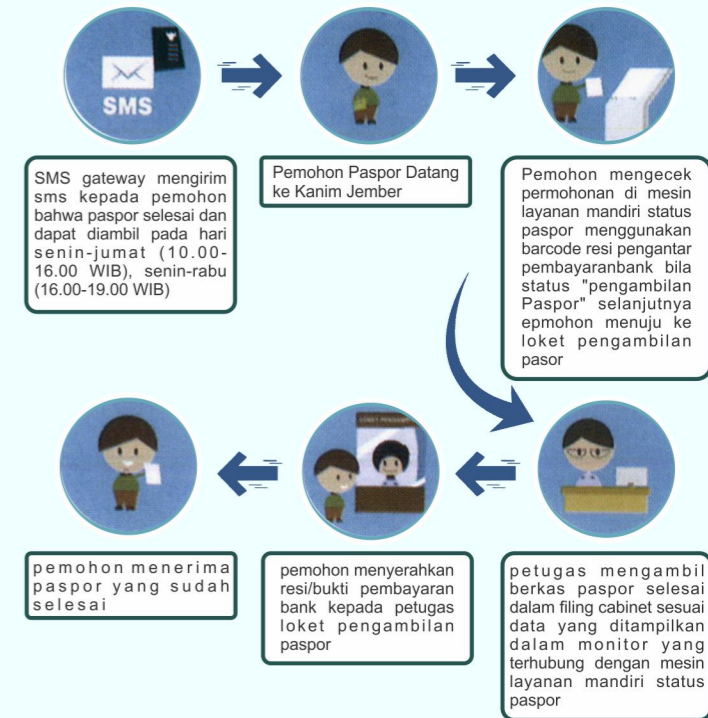 SMS
SMS gateway mengirim
sms kepada pemohon
bahwa paspor selesai dan
dapat diambil pada hari
senin-jumat (10.00-
16.00 WIB), senin-rabu
(16.00-19.00 WIB)
Pemohon Paspor Datang
ke Kanim Jember
Pemohon mengecek
permohonan di mesin
layanan mandiri status
paspor menggunakan
barcode resi pengantar
pembayaranbank bila
status "pengambilan
Paspor" selanjutnya
epmohon menuju ke
loket pengambilan
pasor
petugas mengambil
berkas paspor selesai
dalam filing cabinet sesuai
data yang ditampilkan
dalam monitor yang
terhubung dengan mesin
layanan mandiri status
paspor
pemohon menyerahkan
resi/bukti pembayaran
bank kepada petugas
loket pengambilan
paspor
pemohon menerima
paspor yang sudah
selesai